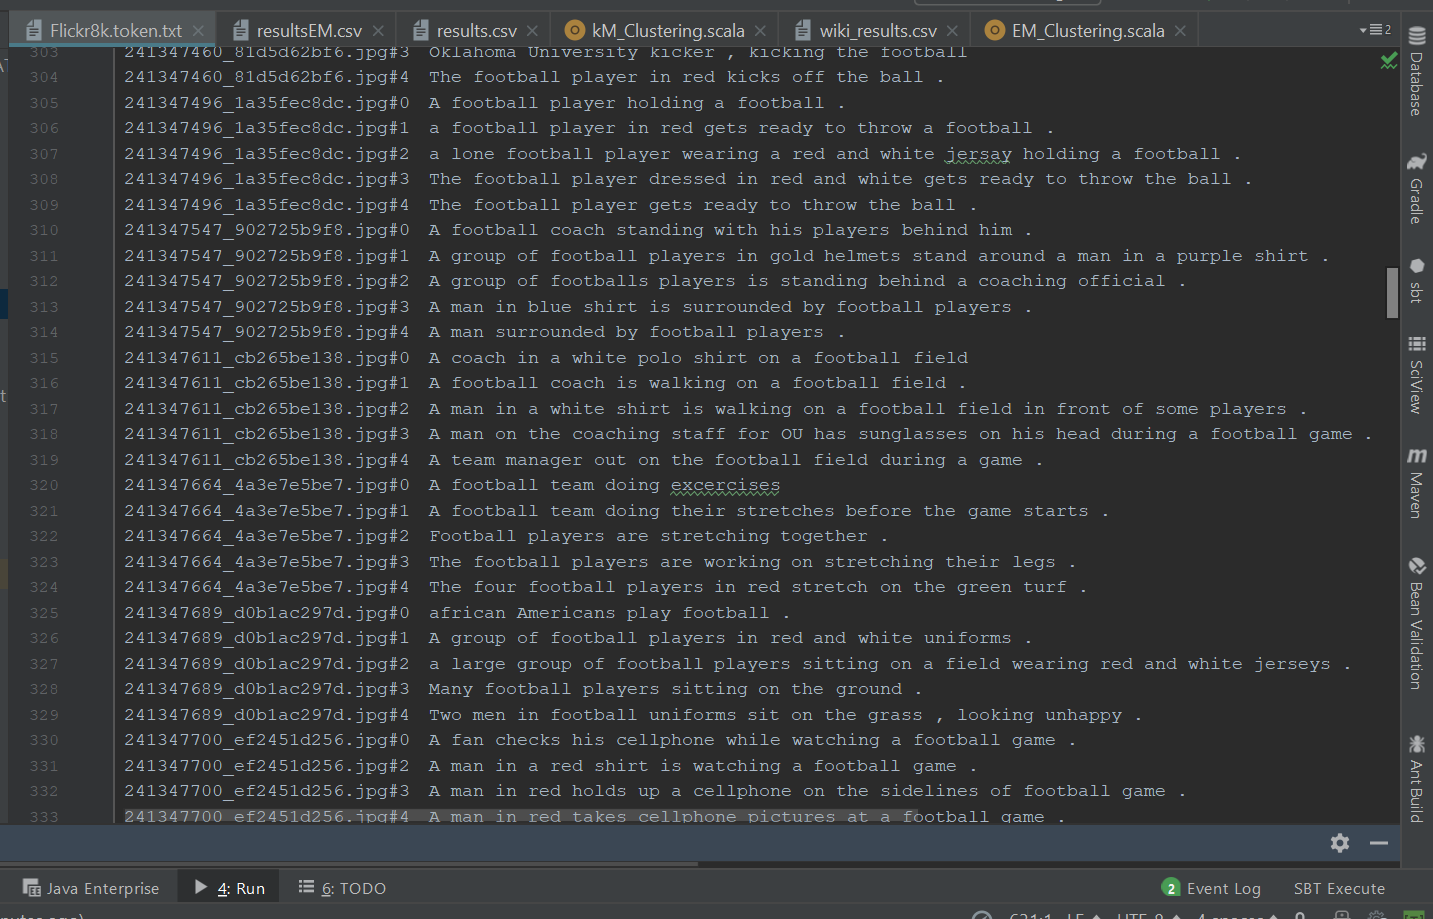 Flickr8k.token.txt resultsEM.csv results.csv kM_Clustering.scala wiki_results.csv EM_Clustering.scala 2
303 241347460_81d5d62bf6.jpg#3 Oklahoma University kicker , kicking the football
304 241347460_81d5d62bf6.jpg#4 The football player in red kicks off the ball .
305 241347496_1a35fec8dc.jpg#0 A football player holding a football .
306 241347496_1a35fec8dc.jpg#1 a football player in red gets ready to throw a football .
307 241347496_1a35fec8dc.jpg#2 a lone football player wearing a red and white jersay holding a football .
308 241347496_1a35fec8dc.jpg#3 The football player dressed in red and white gets ready to throw the ball .
309 241347496_1a35fec8dc.jpg#4 The football player gets ready to throw the ball .
310 241347547_902725b9f8.jpg#0 A football coach standing with his players behind him .
311 241347547_902725b9f8.jpg#1 A group of football players in gold helmets stand around a man in a purple shirt .
312 241347547_902725b9f8.jpg#2 A group of footballs players is standing behind a coaching official .
313 241347547_902725b9f8.jpg#3 A man in blue shirt is surrounded by football players .
314 241347547_902725b9f8.jpg#4 A man surrounded by football players .
315 241347611_cb265be138.jpg#0 A coach in a white polo shirt on a football field
316 241347611_cb265be138.jpg#1 A football coach is walking on a football field .
317 241347611_cb265be138.jpg#2 A man in a white shirt is walking on a football field in front of some players .
318 241347611_cb265be138.jpg#3 A man on the coaching staff for OU has sunglasses on his head during a football game .
319 241347611_cb265be138.jpg#4 A team manager out on the football field during a game .
320 241347664_4a3e7e5be7.jpg#0 A football team doing excercises
321 241347664_4a3e7e5be7.jpg#1 A football team doing their stretches before the game starts .
322 241347664_4a3e7e5be7.jpg#2 Football players are stretching together .
323 241347664_4a3e7e5be7.jpg#3 The football players are working on stretching their legs .
324 241347664_4a3e7e5be7.jpg#4 The four football players in red stretch on the green turf .
325 241347689_d0b1ac297d.jpg#0 african Americans play football .
326 241347689_d0b1ac297d.jpg#1 A group of football players in red and white uniforms .
327 241347689_d0b1ac297d.jpg#2 a large group of football players sitting on a field wearing red and white jerseys .
328 241347689_d0b1ac297d.jpg#3 Many football players sitting on the ground .
329 241347689_d0b1ac297d.jpg#4 Two men in football uniforms sit on the grass , looking unhappy .
330 241347700_ef2451d256.jpg#0 A fan checks his cellphone while watching a football game .
331 241347700_ef2451d256.jpg#2 A man in a red shirt is watching a football game .
332 241347700_ef2451d256.jpg#3 A man in red holds up a cellphone on the sidelines of football game .
333 241347700_ef2451d256.jpg#4 A man in red takes cellphone pictures at a football game .
Database
Gradle
sbt
SciView
m Maven
Bean Validation
Ant Build
Java Enterprise 4: Run 6: TODO 2 Event Log SBT Execute
631:1 LF UTF-8 4 spaces